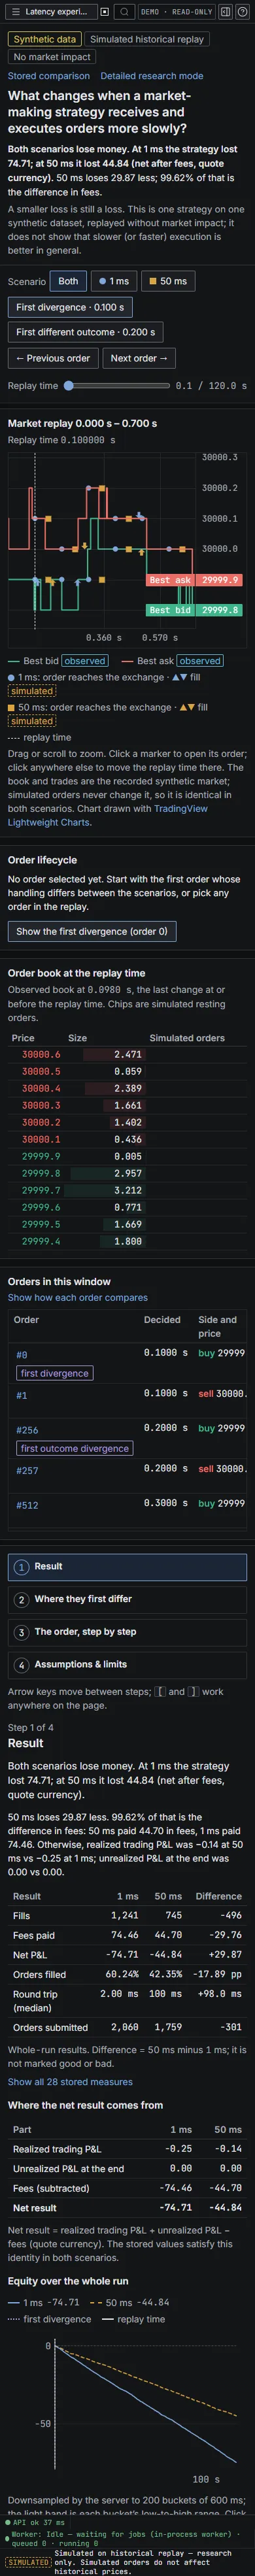 Latency experi...
DEMO · READ-ONLY
Synthetic data
Simulated historical replay
No market impact
Stored comparison
Detailed research mode
What changes when a market-
making strategy receives and
executes orders more slowly?
Both scenarios lose money. At 1 ms the strategy
lost 74.71; at 50 ms it lost 44.84 (net after fees, quote
currency). 50 ms loses 29.87 less; 99.62% of that is
the difference in fees.
A smaller loss is still a loss. This is one strategy on one
synthetic dataset, replayed without market impact; it
does not show that slower (or faster) execution is
better in general.
Scenario
Both
1 ms
50 ms
First divergence · 0.100 s
First different outcome · 0.200 s
← Previous order
Next order →
Replay time
0.1 / 120.0 s
Market replay 0.000 s – 0.700 s
Replay time 0.100000 s
30000.3
30000.2
30000.1
30000.0
Best ask 29999.9
Best bid 29999.8
0.360 s
0.570 s
Best bid observed
Best ask observed
1 ms: order reaches the exchange · ▲▼ fill
simulated
50 ms: order reaches the exchange · ▲▼ fill
simulated
replay time
Drag or scroll to zoom. Click a marker to open its order;
click anywhere else to move the replay time there. The
book and trades are the recorded synthetic market;
simulated orders never change it, so it is identical in
both scenarios. Chart drawn with TradingView
Lightweight Charts.
Order lifecycle
No order selected yet. Start with the first order whose
handling differs between the scenarios, or pick any
order in the replay.
Show the first divergence (order 0)
Order book at the replay time
Observed book at 0.0980 s, the last change at or
before the replay time. Chips are simulated resting
orders.
Price Size Simulated orders
30000.6 2.471
30000.5 0.059
30000.4 2.389
30000.3 1.661
30000.2 1.402
30000.1 0.436
29999.9 0.005
29999.8 2.957
29999.7 3.212
29999.6 0.771
29999.5 1.669
29999.4 1.800
Orders in this window
Show how each order compares
Order Decided Side and
price
#0 0.1000 s buy 29999
first divergence
#1 0.1000 s sell 30000.
#256 0.2000 s buy 29999
first outcome divergence
#257 0.2000 s sell 30000.
#512 0.3000 s buy 29999
1 Result
2 Where they first differ
3 The order, step by step
4 Assumptions & limits
Arrow keys move between steps; [ and ] work
anywhere on the page.
Step 1 of 4
Result
Both scenarios lose money. At 1 ms the strategy
lost 74.71; at 50 ms it lost 44.84 (net after fees,
quote currency).
50 ms loses 29.87 less. 99.62% of that is the
difference in fees: 50 ms paid 44.70 in fees, 1 ms paid
74.46. Otherwise, realized trading P&L was −0.14 at 50
ms vs −0.25 at 1 ms; unrealized P&L at the end was
0.00 vs 0.00.
Result 1 ms 50 ms Difference
Fills 1,241 745 -496
Fees paid 74.46 44.70 -29.76
Net P&L -74.71 -44.84 +29.87
Orders filled 60.24% 42.35% -17.89 pp
Round trip 2.00 ms 100 ms +98.0 ms
(median)
Orders submitted 2,060 1,759 -301
Whole-run results. Difference = 50 ms minus 1 ms; it is
not marked good or bad.
Show all 28 stored measures
Where the net result comes from
Part 1 ms 50 ms
Realized trading P&L -0.25 -0.14
Unrealized P&L at the end 0.00 0.00
Fees (subtracted) -74.46 -44.70
Net result -74.71 -44.84
Net result = realized trading P&L + unrealized P&L −
fees (quote currency). The stored values satisfy this
identity in both scenarios.
Equity over the whole run
1 ms -74.71
50 ms -44.84
first divergence
replay time
0
-50
100 s
Downsampled by the server to 200 buckets of 600 ms;
API ok 37 ms
Worker: Idle — waiting for jobs (in-process worker) ·
queued 0 · running 0
SIMULATED
Simulated on historical replay — research
only. Simulated orders do not affect
historical prices.